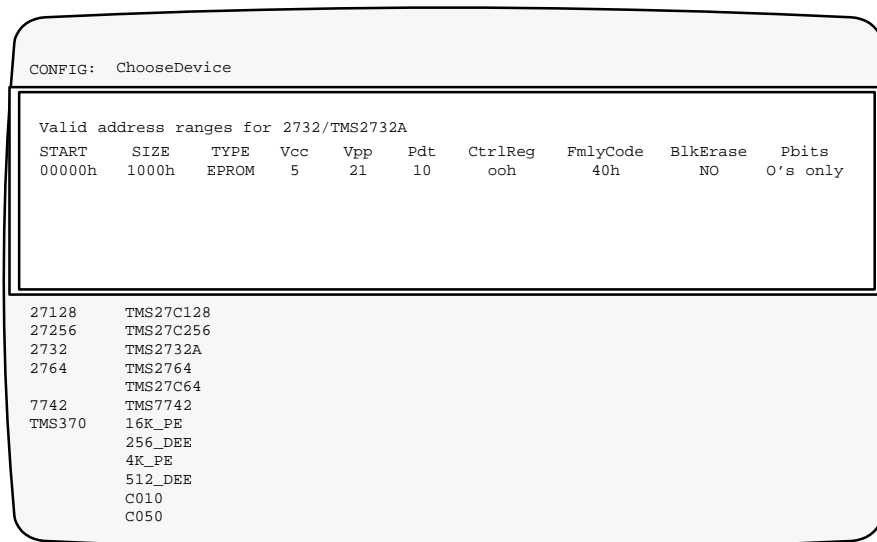 CONFIG: ChooseDevice
Valid address ranges for 2732/TMS2732A
START SIZE TYPE Vcc Vpp Pdt CtrlReg FmlyCode BlkErase Pbits
00000h 1000h EPROM 5 21 10 ooh 40h NO O's only
27128 TMS27C128
27256 TMS27C256
2732 TMS2732A
2764 TMS2764
TMS27C64
7742 TMS7742
TMS370 16K_PE
256_DEE
4K_PE
512_DEE
C010
C050